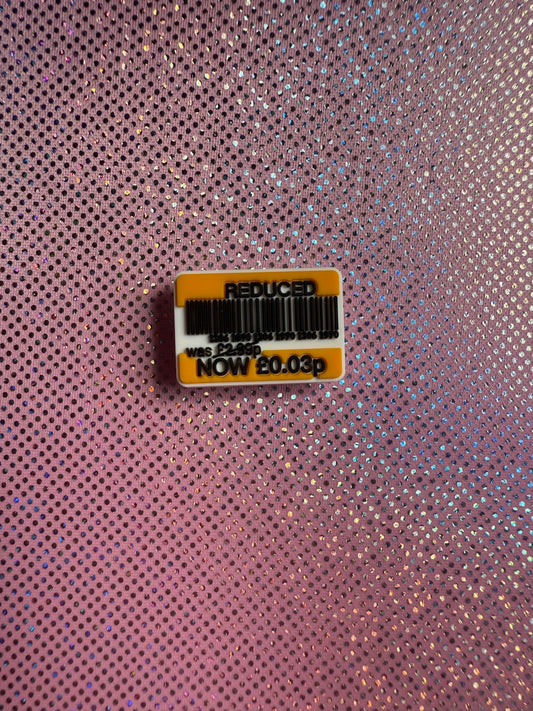 REDUCED
was £2.99p
NOW £0.03p